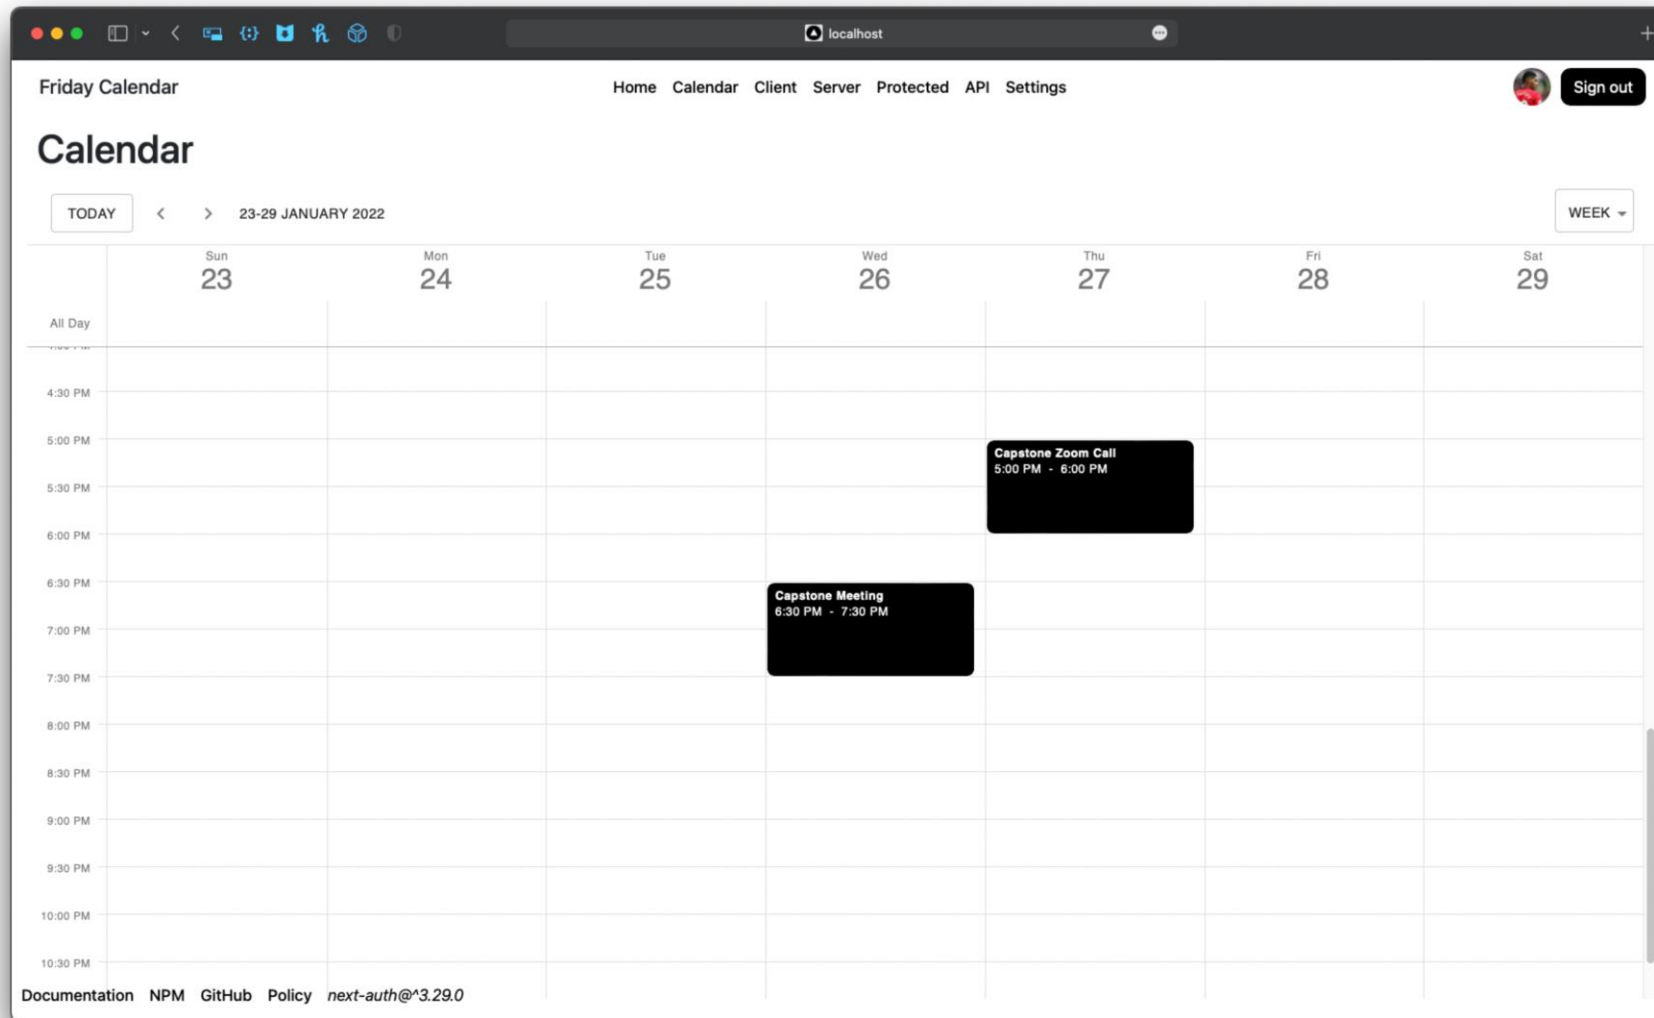 localhost
Friday Calendar Home Calendar Client Server Protected API Settings Sign out
Calendar
TODAY 23-29 JANUARY 2022 WEEK
Sun Mon Tue Wed Thu Fri Sat
23 24 25 26 27 28 29
All Day
4:30 PM
5:00 PM
Capstone Zoom Call
5:00 PM - 6:00 PM
5:30 PM
6:00 PM
6:30 PM
Capstone Meeting
6:30 PM - 7:30 PM
7:00 PM
7:30 PM
8:00 PM
8:30 PM
9:00 PM
9:30 PM
10:00 PM
10:30 PM
Documentation NPM GitHub Policy next-auth@^3.29.0